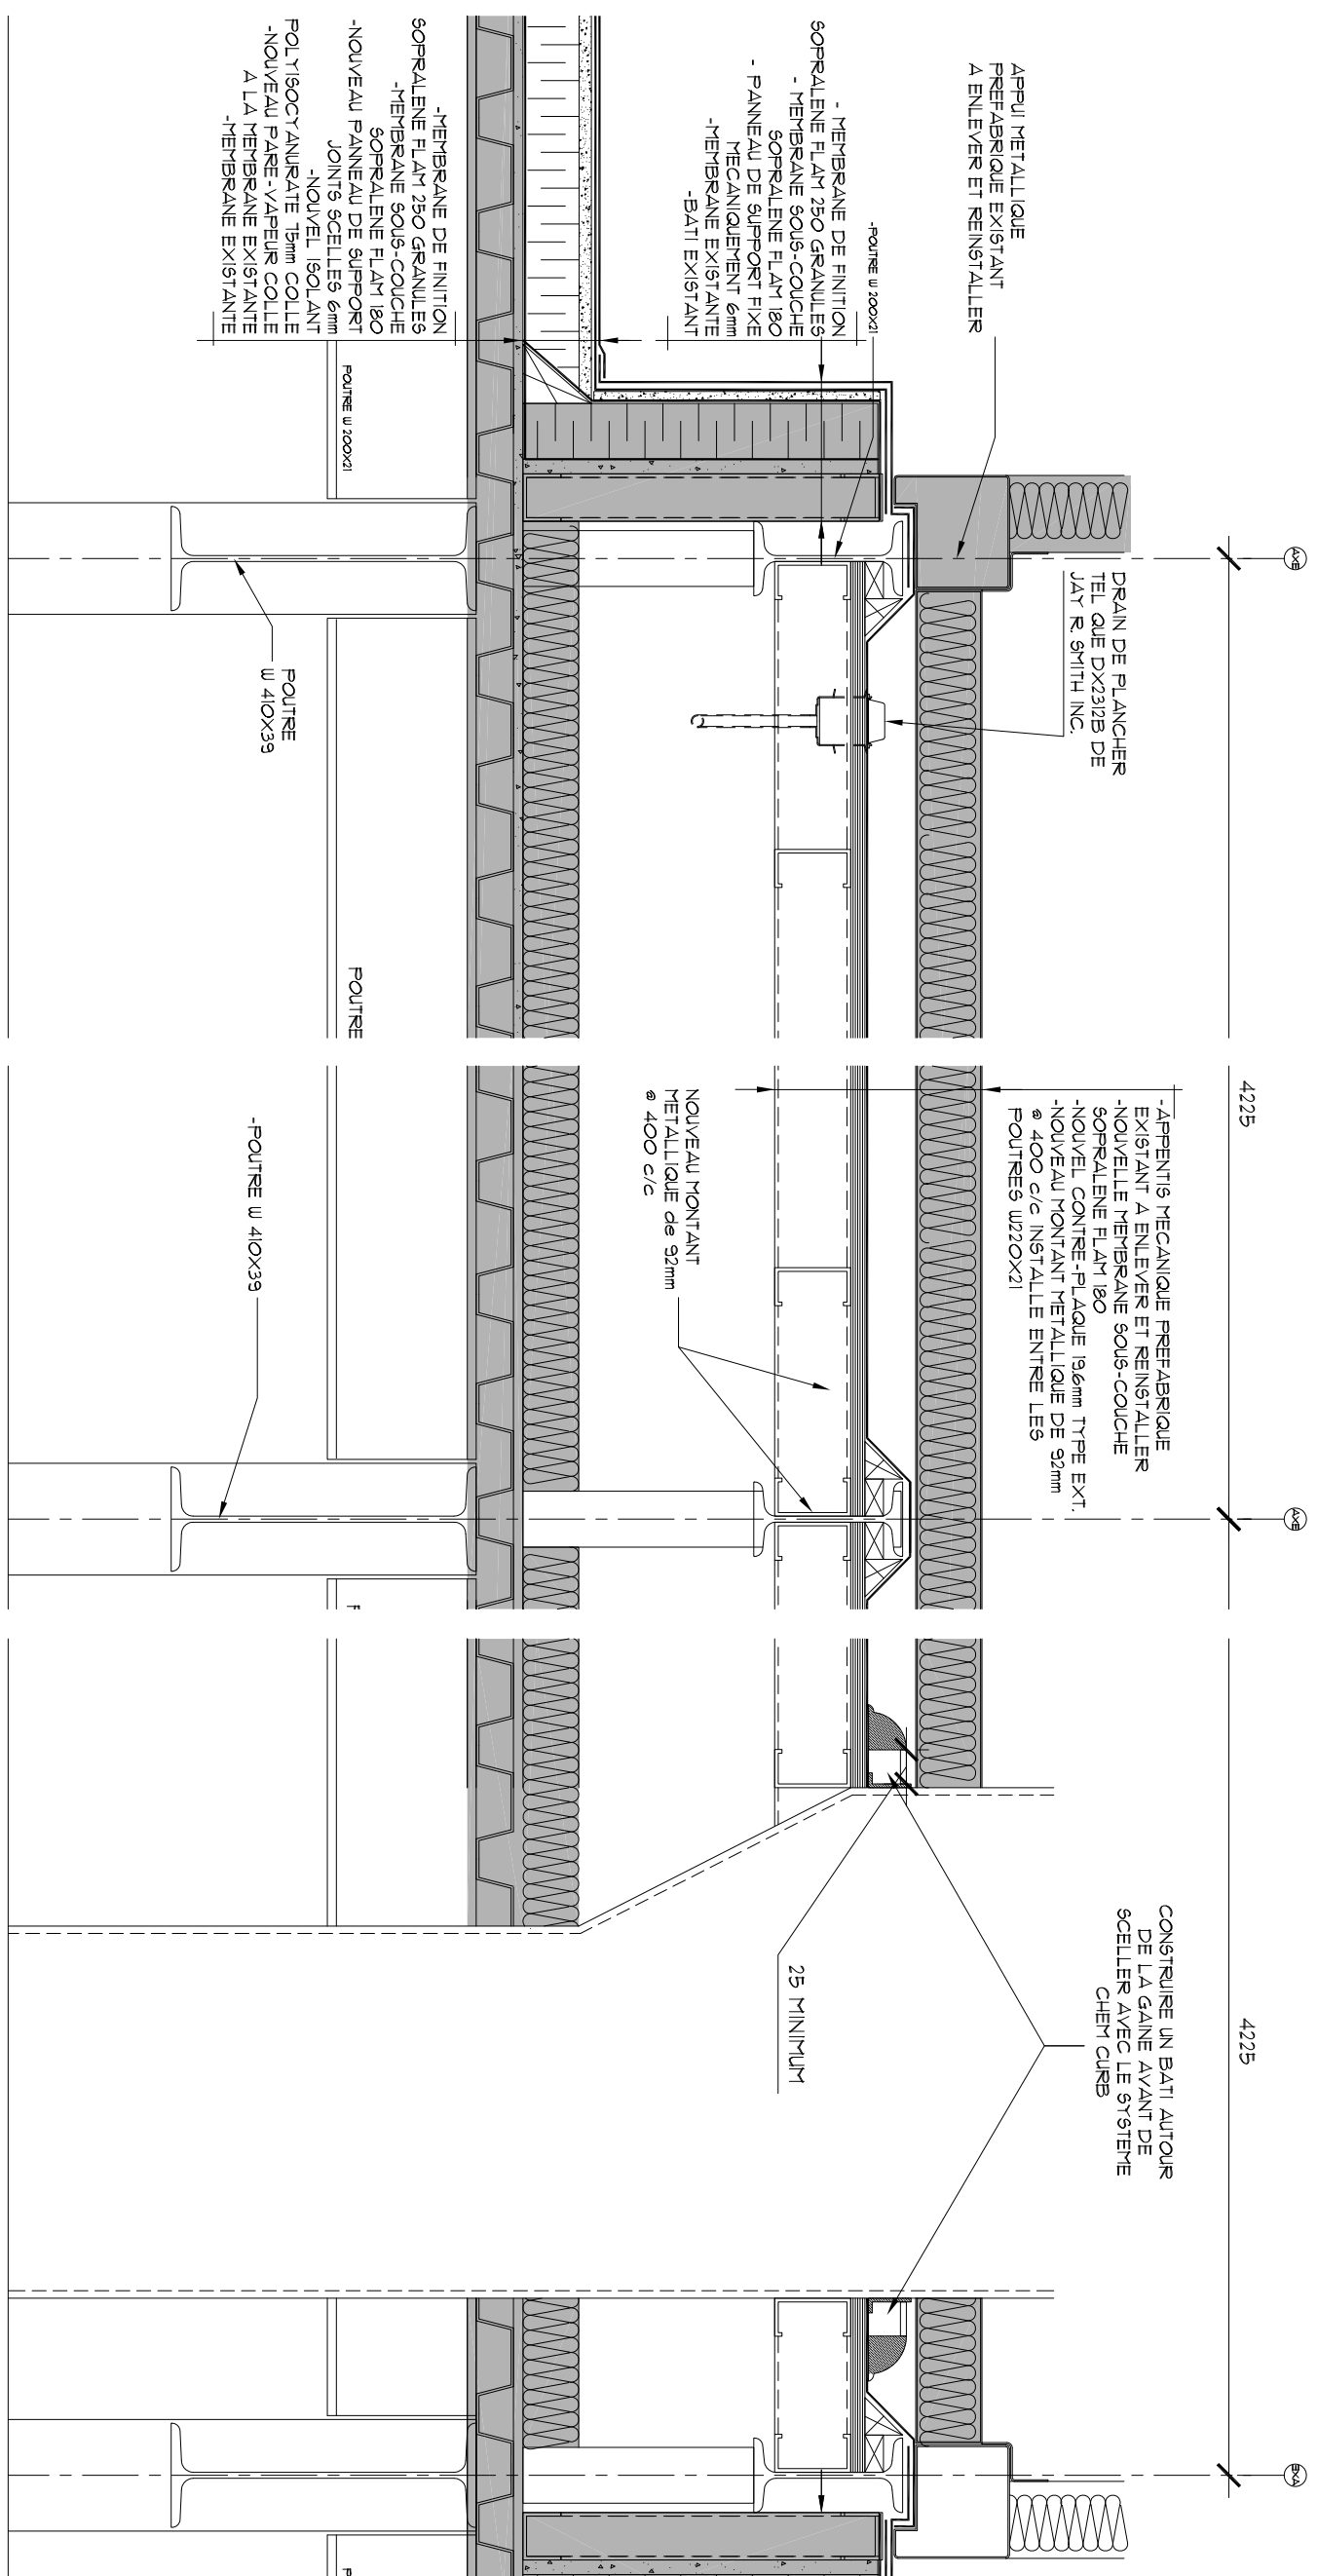 APPUI METALLIQUE
PREFABRIQUE EXISTANT
A ENLEVER ET REINSTALLER
-POUTRE W 200X21
- MEMBRANE DE FINITION
SOPRALENE FLAM 250 GRANULES
- MEMBRANE SOUS-COUCHE
SOPRALENE FLAM 180
- PANNEAU DE SUPPORT FIXE
MECANIQUEMENT 6mm
-MEMBRANE EXISTANTE
-BATI EXISTANT
-MEMBRANE DE FINITION
SOPRALENE FLAM 250 GRANULES
-MEMBRANE SOUS-COUCHE
SOPRALENE FLAM 180
-NOUVEAU PANNEAU DE SUPPORT
JOINTS SCELLES 6mm
-NOUVEL ISOLANT
POLYISOCYANURATE 75mm COLLE
-NOUVEAU PARE-VAPEUR COLLE
A LA MEMBRANE EXISTANTE
-MEMBRANE EXISTANTE
POUTRE W 200X21
AXE
DRAIN DE PLANCHER
TEL QUE DX2312B DE
JAY R. SMITH INC.
POUTRE
W 410X39
POUTRE
4225
-APPENTIS MECANIQUE PREFABRIQUE
EXISTANT A ENLEVER ET REINSTALLER
-NOUVELLE MEMBRANE SOUS-COUCHE
SOPRALENE FLAM 180
-NOUVEL CONTRE-PLAQUE 19.6mm TYPE EXT.
-NOUVEAU MONTANT METALLIQUE DE 92mm
@ 400 c/c INSTALLE ENTRE LES
POUTRES W220X21
NOUVEAU MONTANT
METALLIQUE de 92mm
@ 400 c/c
-POUTRE W 410X39
AXE
4225
CONSTRUIRE UN BATI AUTOUR
DE LA GAINE AVANT DE
SCELLER AVEC LE SYSTEME
CHEM CURB
25 MINIMUM